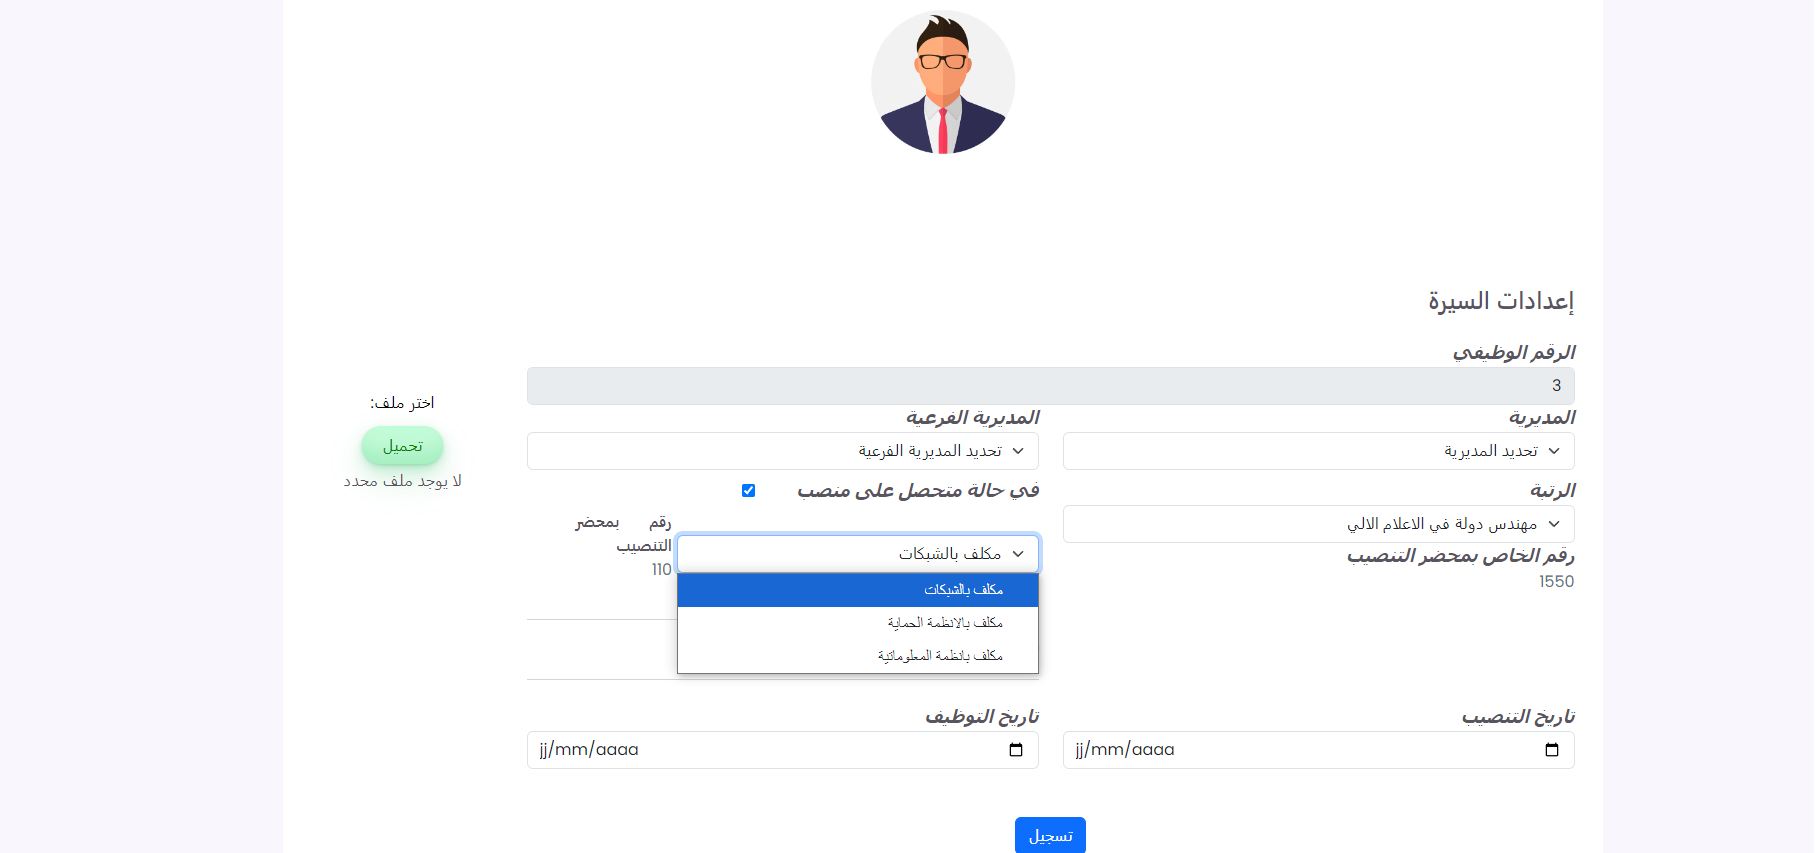 إعدادات السيرة
الرقم الوظيفي
3
المديرية
تحديد المديرية
المديرية الفرعية
تحديد المديرية الفرعية
الرتبة
مهندس دولة في الاعلام الالي
رقم الخاص بمحضر التنصيب
1550
في حالة متحصل على منصب
مكلف بالشبكات
مكلف بالشبكات
مكلف بالانظمة الحماية
مكلف بانظمة المعلوماتية
رقم بمحضر
التنصيب
110
تاريخ التنصيب
jj/mm/aaaa
تاريخ التوظيف
jj/mm/aaaa
تسجيل
اختر ملف:
تحميل
لا يوجد ملف محدد